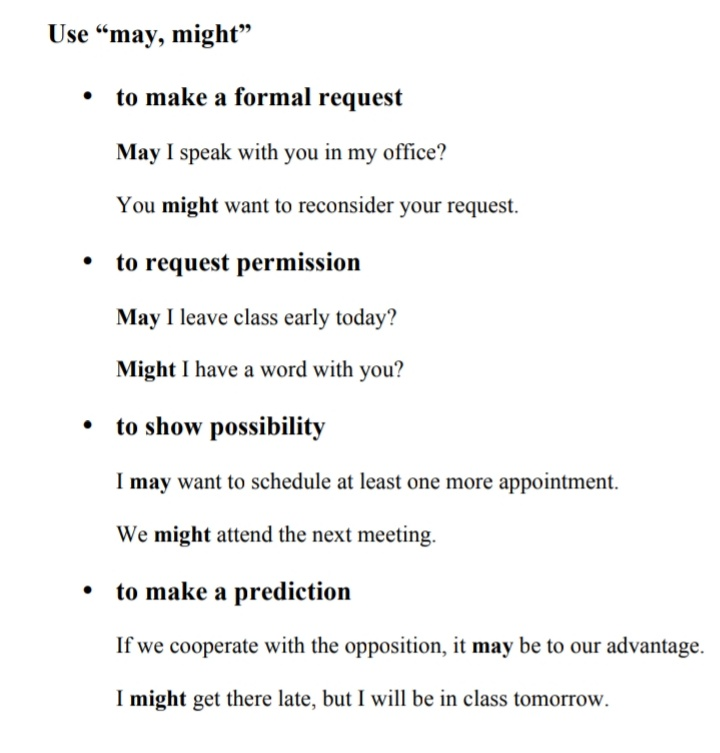 Use “may, might”
• to make a formal request
May I speak with you in my office?
You might want to reconsider your request.
• to request permission
May I leave class early today?
Might I have a word with you?
• to show possibility
I may want to schedule at least one more appointment.
We might attend the next meeting.
• to make a prediction
If we cooperate with the opposition, it may be to our advantage.
I might get there late, but I will be in class tomorrow.